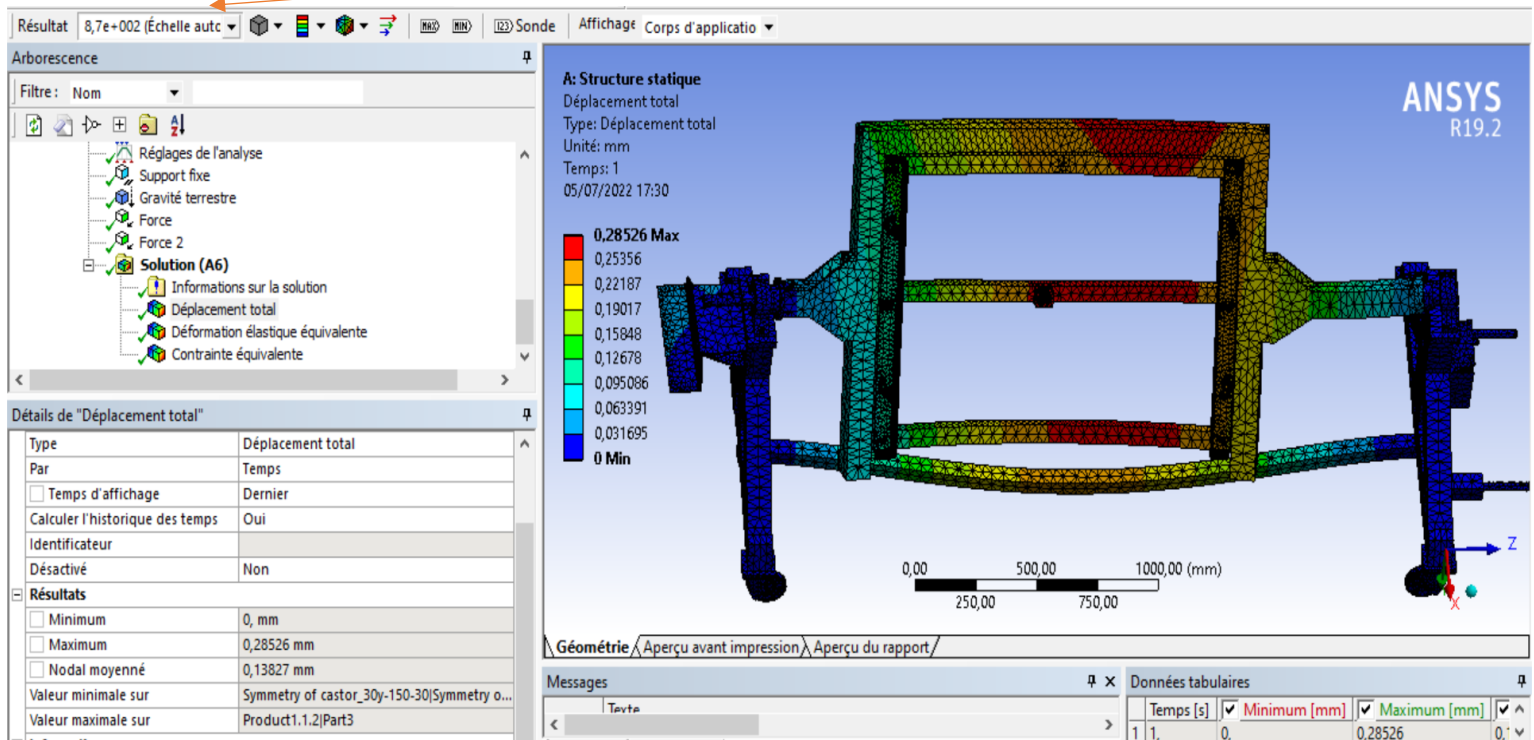 Résultat 8,7e+002 (Échelle autc MAX MIN 123 Sonde Affichage Corps d'applicatio
Arborescence
Filtre : Nom
Réglages de l'analyse
Support fixe
Gravité terrestre
Force
Force 2
Solution (A6)
Informations sur la solution
Déplacement total
Déformation élastique équivalente
Contrainte équivalente
Détails de "Déplacement total"
Type Déplacement total
Par Temps
Temps d'affichage Dernier
Calculer l'historique des temps Oui
Identificateur
Désactivé Non
Résultats
Minimum 0, mm
Maximum 0,28526 mm
Nodal moyenné 0,13827 mm
Valeur minimale sur Symmetry of castor_30y-150-30|Symmetry o...
Valeur maximale sur Product1.1.2|Part3
A: Structure statique
Déplacement total
Type: Déplacement total
Unité: mm
Temps: 1
05/07/2022 17:30
ANSYS
R19.2
0,28526 Max
0,25356
0,22187
0,19017
0,15848
0,12678
0,095086
0,063391
0,031695
0 Min
0,00 500,00 1000,00 (mm)
250,00 750,00
Z
X
Géométrie Aperçu avant impression Aperçu du rapport
Messages
Texte
Données tabulaires
Temps [s] Minimum [mm] Maximum [mm]
1 1, 0, 0,28526